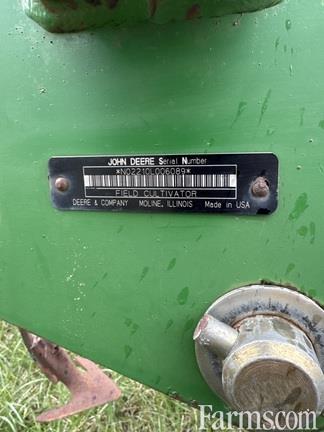 JOHN DEERE Serial Number
*N02210L006089*
FIELD CULTIVATOR
DEERE & COMPANY MOLINE, ILLINOIS Made in USA
Farms.com